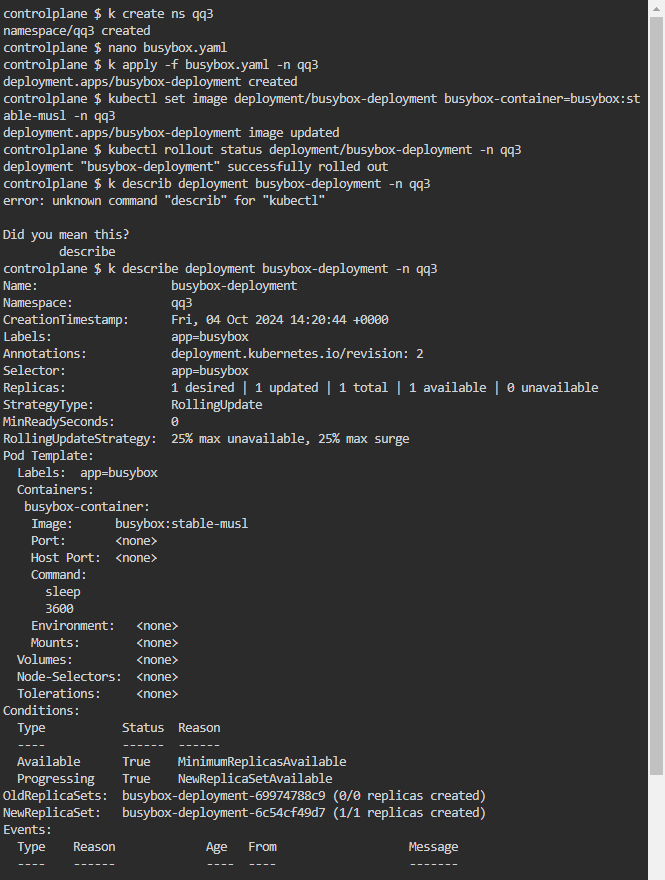 controlplane $ k create ns qq3
namespace/qq3 created
controlplane $ nano busybox.yaml
controlplane $ k apply -f busybox.yaml -n qq3
deployment.apps/busybox-deployment created
controlplane $ kubectl set image deployment/busybox-deployment busybox-container=busybox:st
able-musl -n qq3
deployment.apps/busybox-deployment image updated
controlplane $ kubectl rollout status deployment/busybox-deployment -n qq3
deployment "busybox-deployment" successfully rolled out
controlplane $ k describ deployment busybox-deployment -n qq3
error: unknown command "describ" for "kubectl"

Did you mean this?
        describe
controlplane $ k describe deployment busybox-deployment -n qq3
Name:                   busybox-deployment
Namespace:              qq3
CreationTimestamp:      Fri, 04 Oct 2024 14:20:44 +0000
Labels:                 app=busybox
Annotations:            deployment.kubernetes.io/revision: 2
Selector:               app=busybox
Replicas:               1 desired | 1 updated | 1 total | 1 available | 0 unavailable
StrategyType:           RollingUpdate
MinReadySeconds:        0
RollingUpdateStrategy:  25% max unavailable, 25% max surge
Pod Template:
  Labels:  app=busybox
  Containers:
   busybox-container:
    Image:      busybox:stable-musl
    Port:       <none>
    Host Port:  <none>
    Command:
      sleep
      3600
    Environment:   <none>
    Mounts:        <none>
  Volumes:         <none>
  Node-Selectors:  <none>
  Tolerations:     <none>
Conditions:
  Type           Status  Reason
  ----           ------  ------
  Available      True    MinimumReplicasAvailable
  Progressing    True    NewReplicaSetAvailable
OldReplicaSets:  busybox-deployment-69974788c9 (0/0 replicas created)
NewReplicaSet:   busybox-deployment-6c54cf49d7 (1/1 replicas created)
Events:
  Type    Reason             Age   From                   Message
  ----    ------             ----  ----                   -------